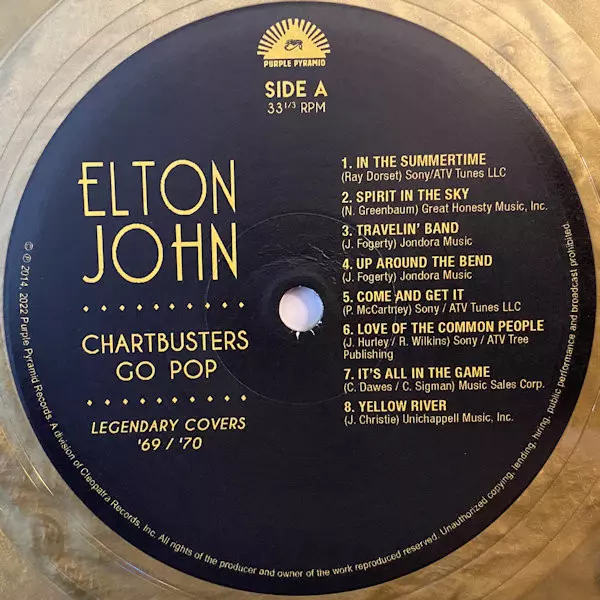 PURPLE PYRAMID
SIDE A
33 1/3 RPM
ELTON
JOHN
CHARTBUSTERS
GO POP
LEGENDARY COVERS
'69 / '70
1. IN THE SUMMERTIME
(Ray Dorset) Sony/ATV Tunes LLC
2. SPIRIT IN THE SKY
(N. Greenbaum) Great Honesty Music, Inc.
3. TRAVELIN' BAND
(J. Fogerty) Jondora Music
4. UP AROUND THE BEND
(J. Fogerty) Jondora Music
5. COME AND GET IT
(P. McCartney) Sony / ATV Tunes LLC
6. LOVE OF THE COMMON PEOPLE
(J. Hurley / R. Wilkins) Sony / ATV Tree
Publishing
7. IT'S ALL IN THE GAME
(C. Dawes / C. Sigman) Music Sales Corp.
8. YELLOW RIVER
(J. Christie) Unichappell Music, Inc.
© ℗ 2014, 2022 Purple Pyramid Records. A division of Cleopatra Records, Inc. All rights of the producer and owner of the work reproduced reserved. Unauthorized copying, lending, hiring, public performance and broadcast prohibited.